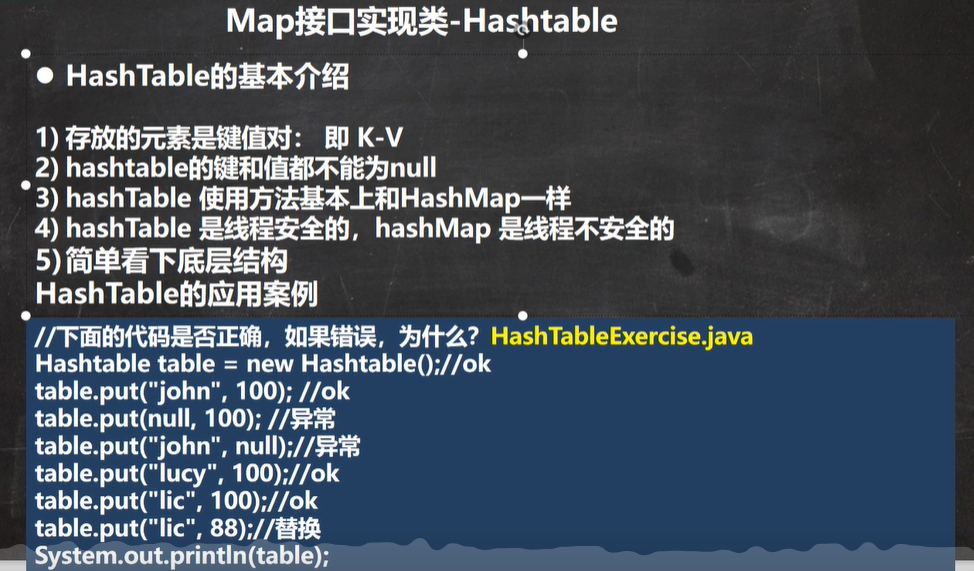 Map接口实现类-Hashtable
● HashTable的基本介绍
1) 存放的元素是键值对： 即 K-V
2) hashtable的键和值都不能为null
3) hashTable 使用方法基本上和HashMap一样
4) hashTable 是线程安全的，hashMap 是线程不安全的
5) 简单看下底层结构
HashTable的应用案例
//下面的代码是否正确，如果错误，为什么？HashTableExercise.java
Hashtable table = new Hashtable();//ok
table.put("john", 100); //ok
table.put(null, 100); //异常
table.put("john", null);//异常
table.put("lucy", 100);//ok
table.put("lic", 100);//ok
table.put("lic", 88);//替换
System.out.println(table);